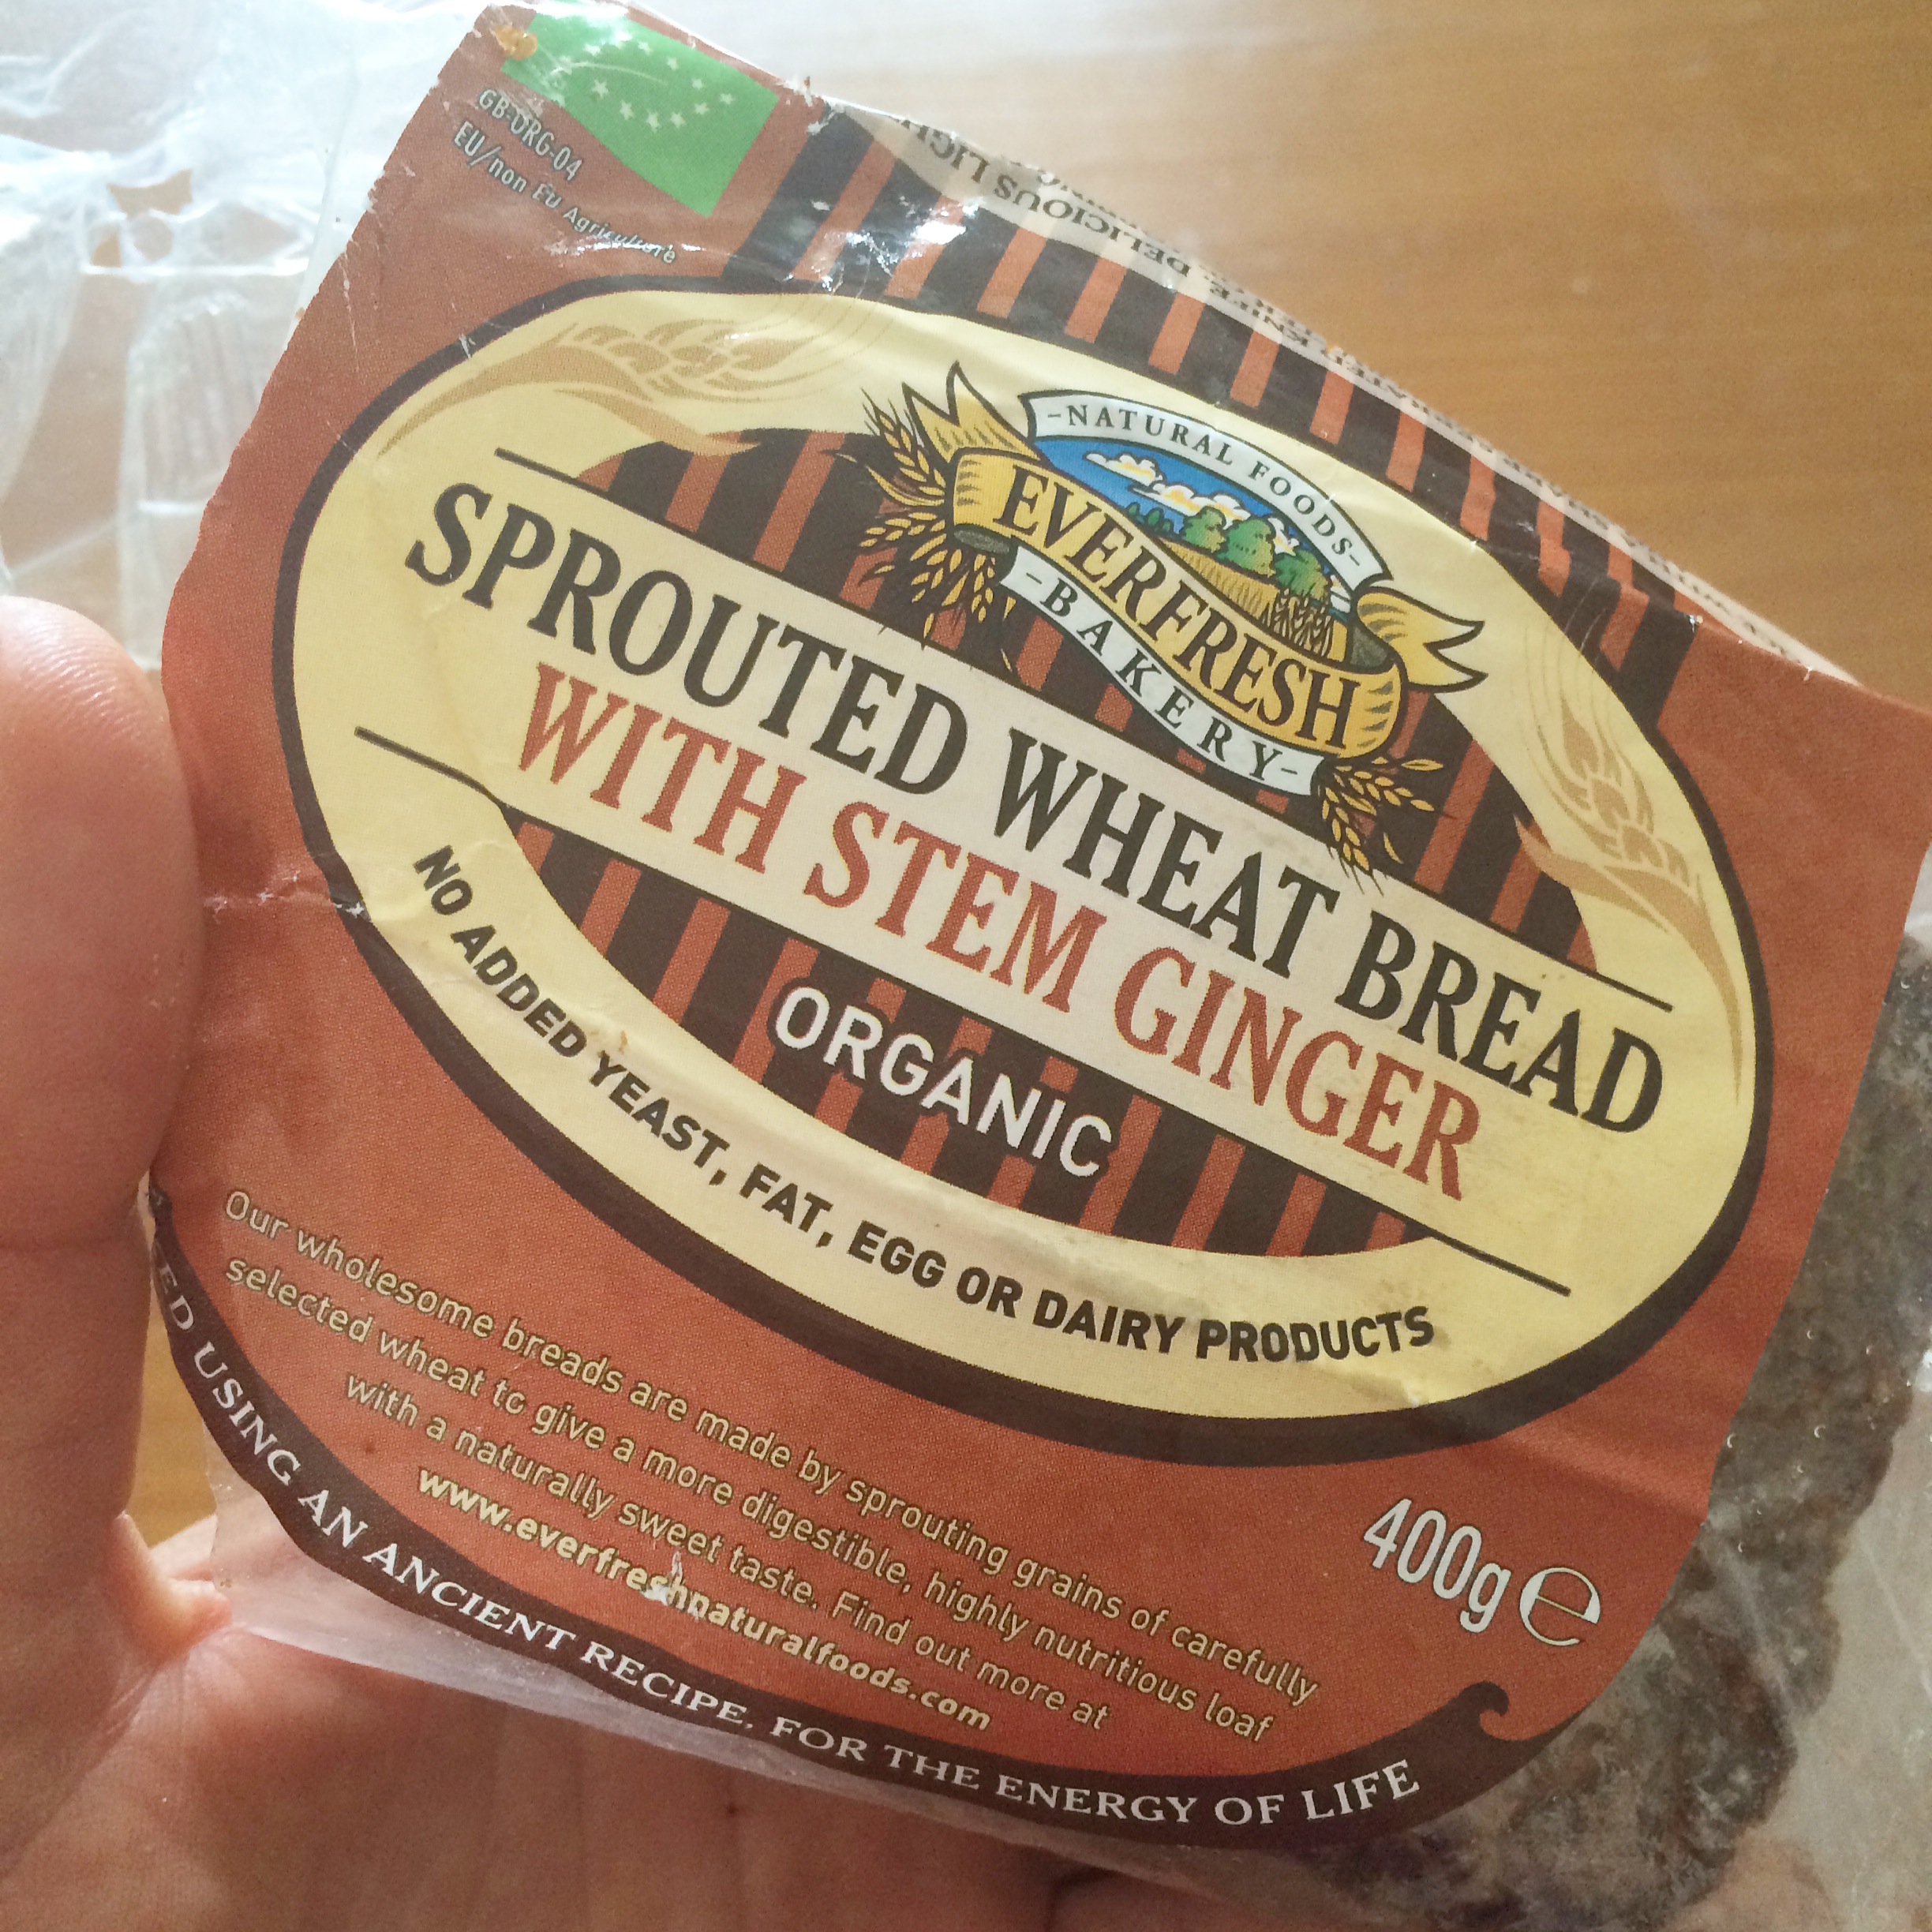 GB-ORG-04
EU/non EU Agriculture
DELICIOUS LIGH
-NATURAL FOODS-
EVERFRESH
-BAKERY-
SPROUTED WHEAT BREAD
WITH STEM GINGER
ORGANIC
NO ADDED YEAST, FAT, EGG OR DAIRY PRODUCTS
Our wholesome breads are made by sprouting grains of carefully
selected wheat to give a more digestible, highly nutritious loaf
with a naturally sweet taste. Find out more at
www.everfreshnaturalfoods.com
400g e
ED USING AN ANCIENT RECIPE, FOR THE ENERGY OF LIFE